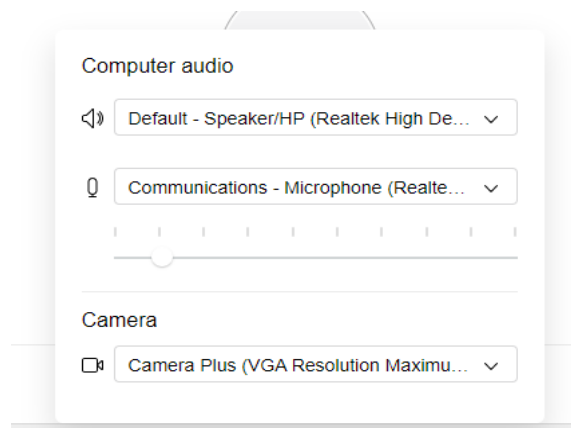 Computer audio
Default - Speaker/HP (Realtek High De...
Communications - Microphone (Realte...
Camera
Camera Plus (VGA Resolution Maximu...